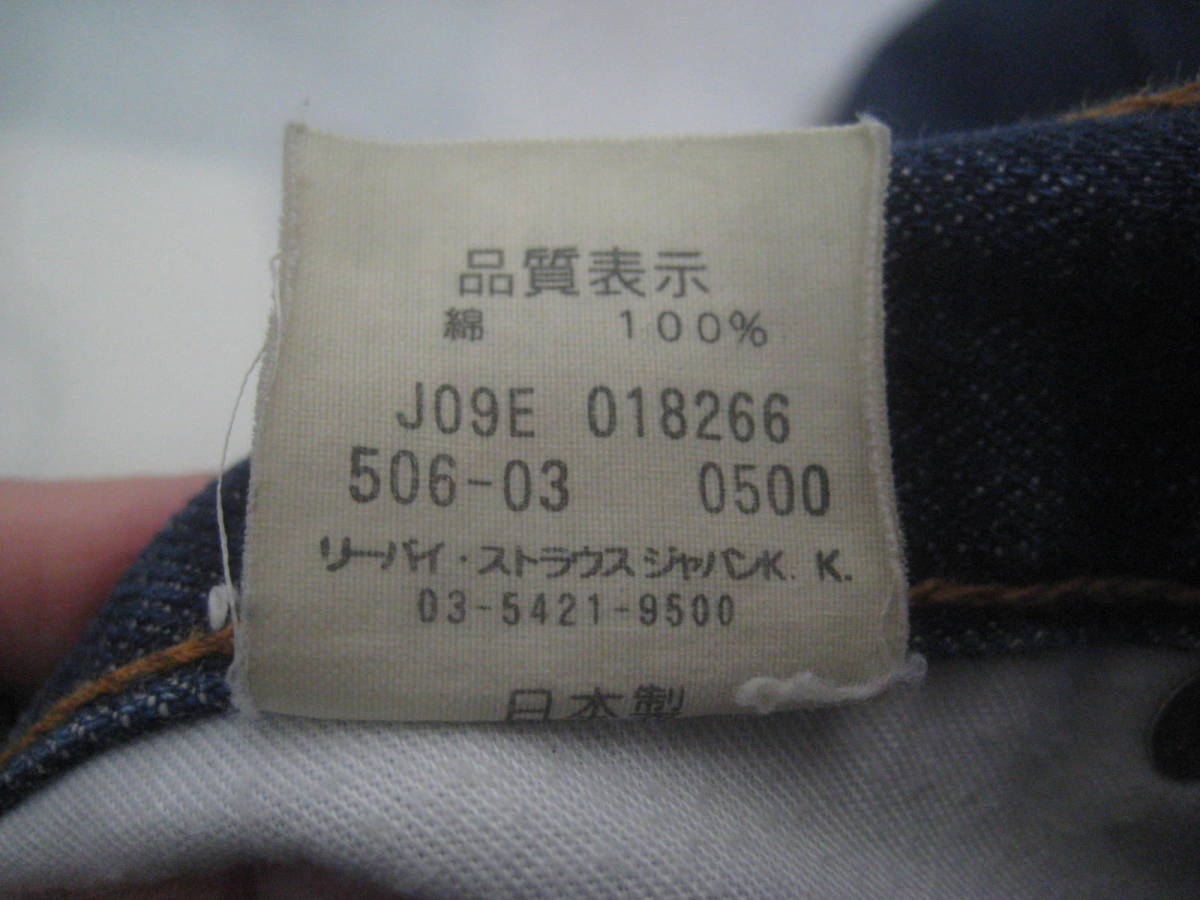 品質表示
綿 100%
J09E 018266
506-03 0500
リーバイ・ストラウスジャパンK.K.
03-5421-9500
日本製